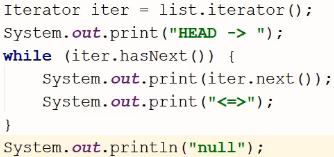 Iterator iter = list.iterator();
System.out.print("HEAD -> ");
while (iter.hasNext()) {
    System.out.print(iter.next());
    System.out.print("<=>");
}
System.out.println("null");